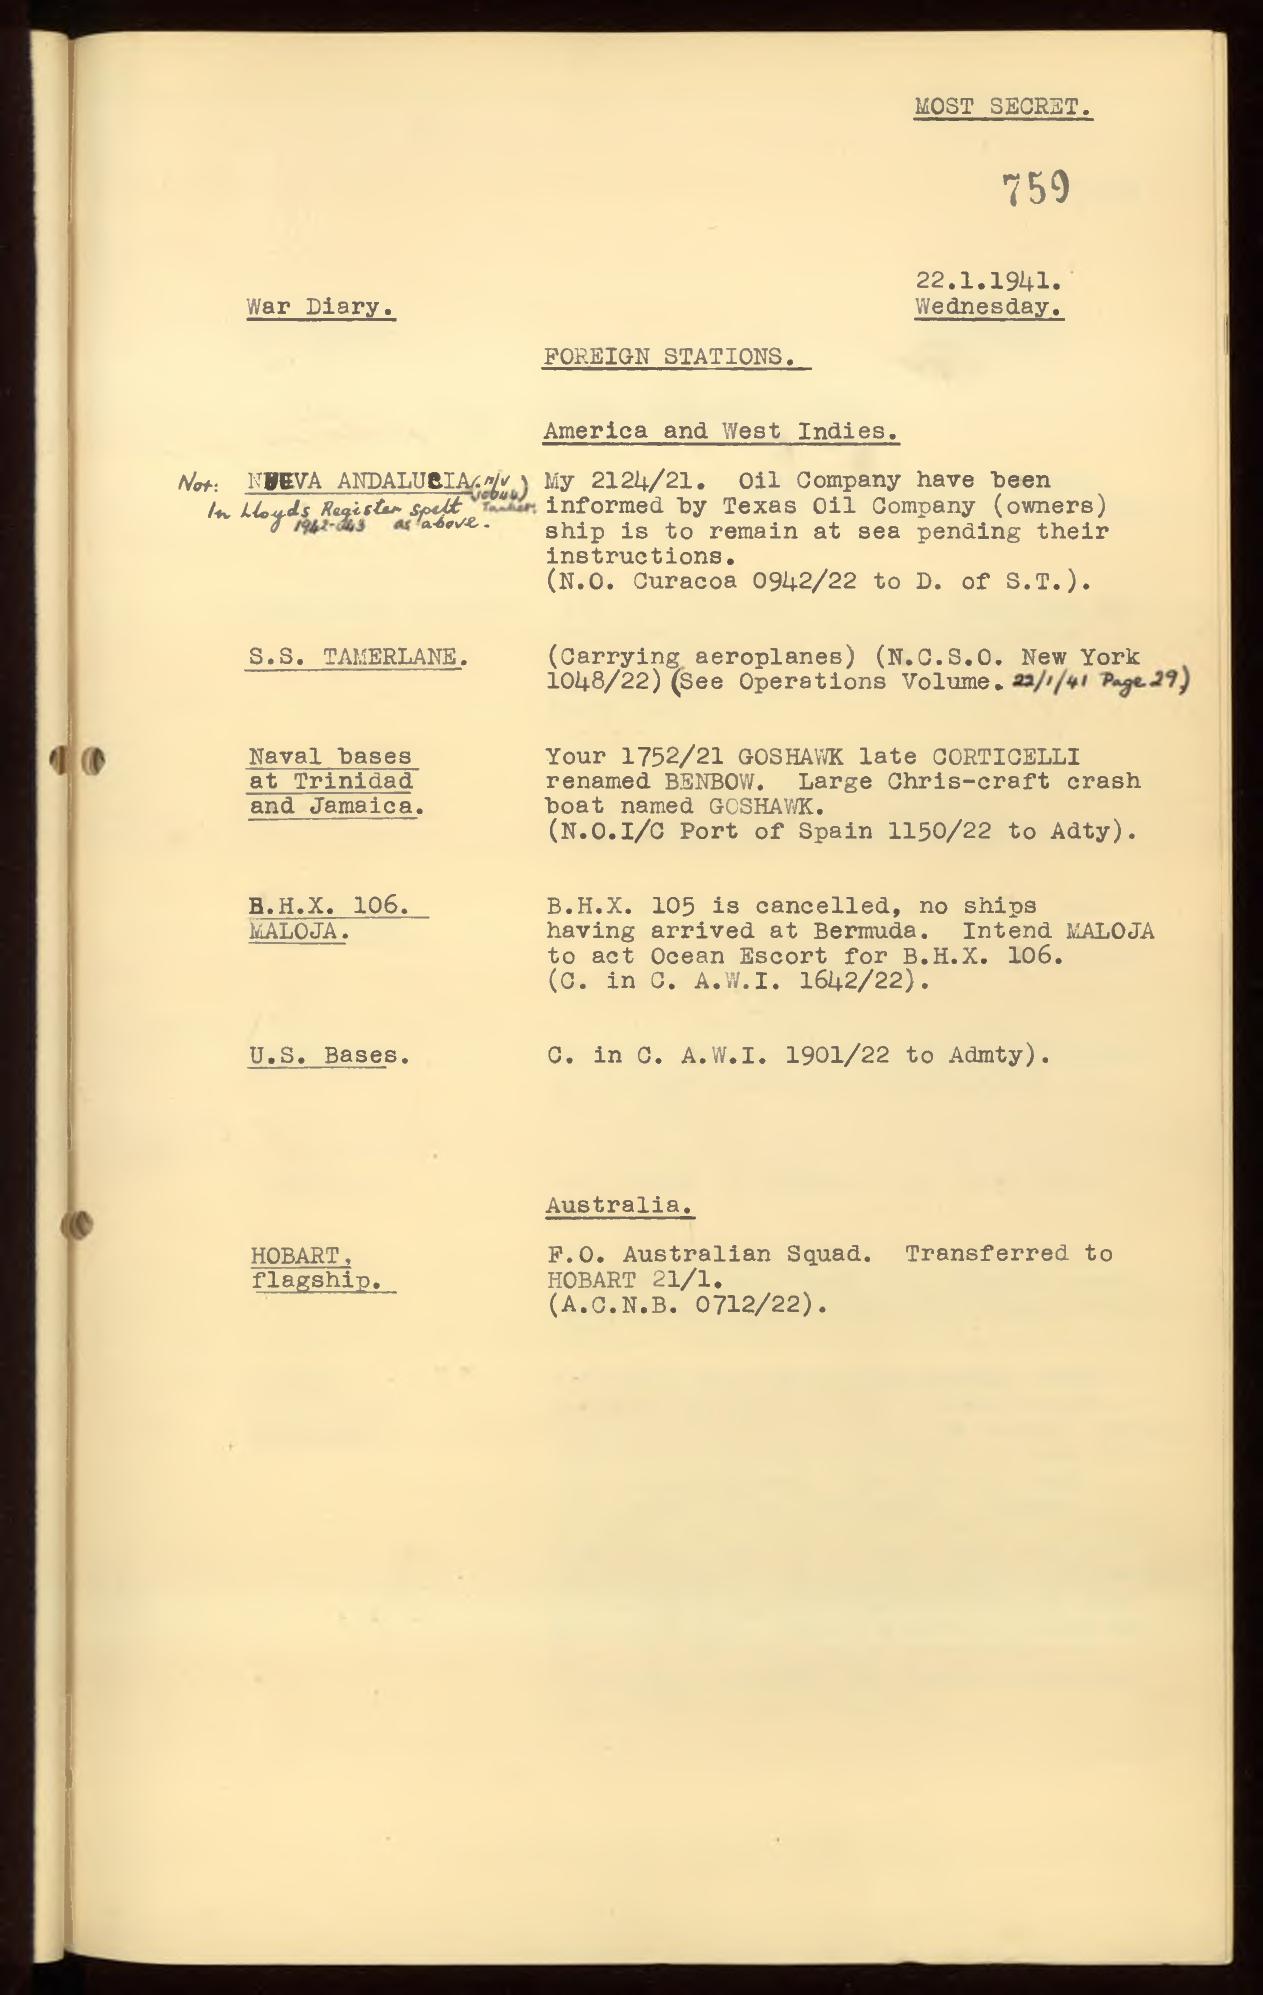 MOST SECRET.
759
22.1.1941.
War Diary. Wednesday.
FOREIGN STATIONS.
America and West Indies.
Not: NUEVA ANDALUCIA (M/V
Tanker)
In Lloyds Register spelt
1942-43 as above.
My 2124/21. Oil Company have been
informed by Texas Oil Company (owners)
ship is to remain at sea pending their
instructions.
(N.O. Curacoa 0942/22 to D. of S.T.).
S.S. TAMERLANE.
(Carrying aeroplanes) (N.C.S.O. New York
1048/22) (See Operations Volume. 22/1/41 Page 29)
Naval bases
at Trinidad
and Jamaica.
Your 1752/21 GOSHAWK late CORTICELLI
renamed BENBOW. Large Chris-craft crash
boat named GOSHAWK.
(N.O.I/C Port of Spain 1150/22 to Adty).
B.H.X. 106.
MALOJA.
B.H.X. 105 is cancelled, no ships
having arrived at Bermuda. Intend MALOJA
to act Ocean Escort for B.H.X. 106.
(C. in C. A.W.I. 1642/22).
U.S. Bases.
C. in C. A.W.I. 1901/22 to Admty).
Australia.
HOBART,
flagship.
F.O. Australian Squad. Transferred to
HOBART 21/1.
(A.C.N.B. 0712/22).